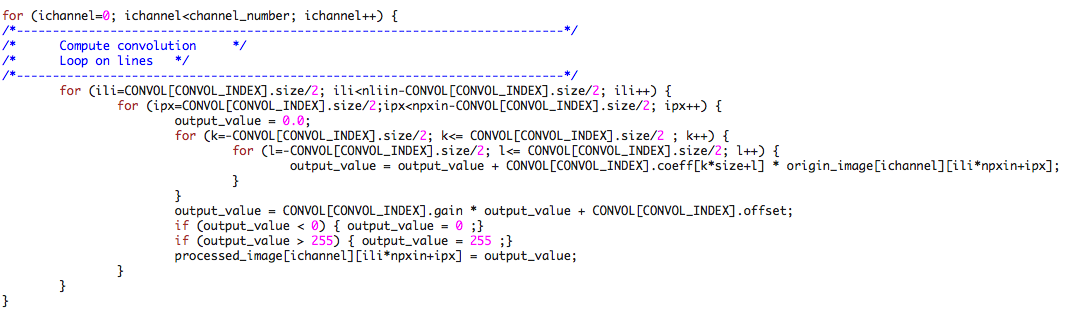 for (ichannel=0; ichannel<channel_number; ichannel++) {
/*----------------------------------------------------------------------------*/
/*      Compute convolution     */
/*      Loop on lines   */
/*----------------------------------------------------------------------------*/
        for (ili=CONVOL[CONVOL_INDEX].size/2; ili<nliin-CONVOL[CONVOL_INDEX].size/2; ili++) {
                for (ipx=CONVOL[CONVOL_INDEX].size/2;ipx<npxin-CONVOL[CONVOL_INDEX].size/2; ipx++) {
                        output_value = 0.0;
                        for (k=-CONVOL[CONVOL_INDEX].size/2; k<= CONVOL[CONVOL_INDEX].size/2 ; k++) {
                                for (l=-CONVOL[CONVOL_INDEX].size/2; l<= CONVOL[CONVOL_INDEX].size/2; l++) {
                                        output_value = output_value + CONVOL[CONVOL_INDEX].coeff[k*size+l] * origin_image[ichannel][ili*npxin+ipx];
                                }
                        }
                        output_value = CONVOL[CONVOL_INDEX].gain * output_value + CONVOL[CONVOL_INDEX].offset;
                        if (output_value < 0) { output_value = 0 ;}
                        if (output_value > 255) { output_value = 255 ;}
                        processed_image[ichannel][ili*npxin+ipx] = output_value;
                }
        }
}